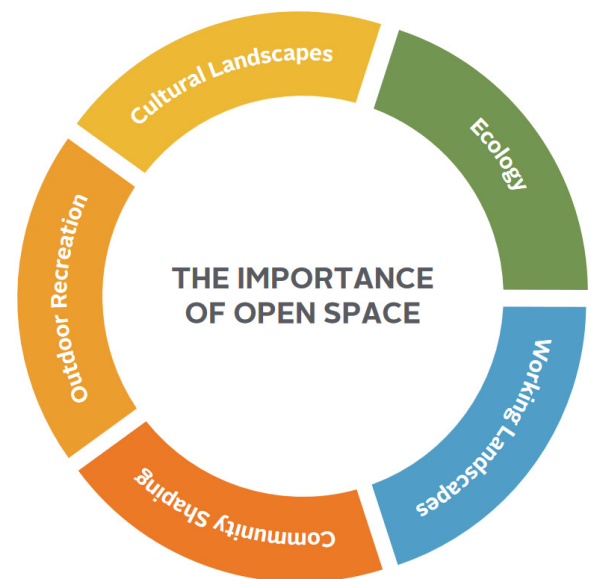 THE IMPORTANCE
OF OPEN SPACE
Cultural Landscapes
Ecology
Working Landscapes
Community Shaping
Outdoor Recreation